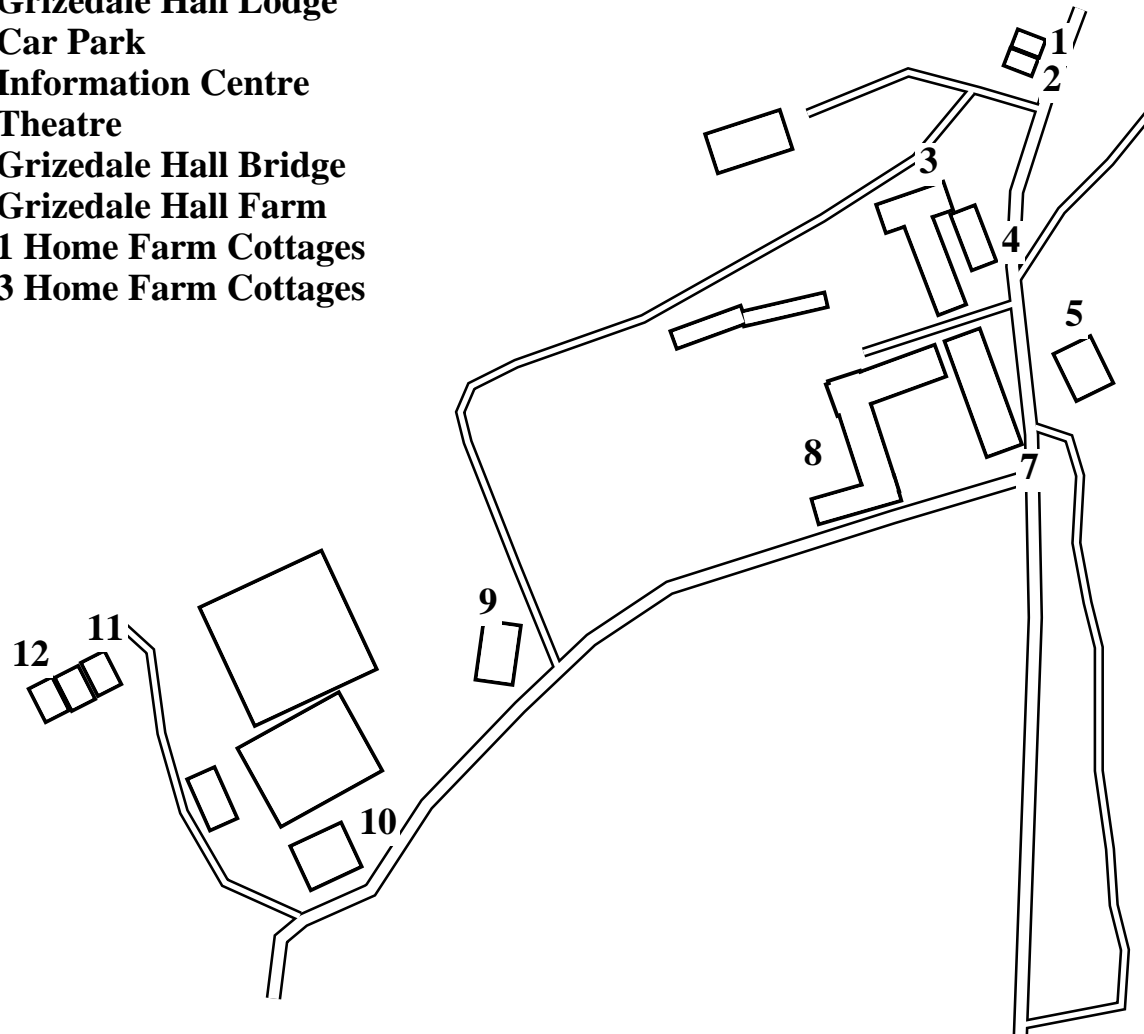 Grizedale Hall Lodge
Car Park
Information Centre
Theatre
Grizedale Hall Bridge
Grizedale Hall Farm
1 Home Farm Cottages
3 Home Farm Cottages
1
2
3
4
5
7
8
9
10
11
12